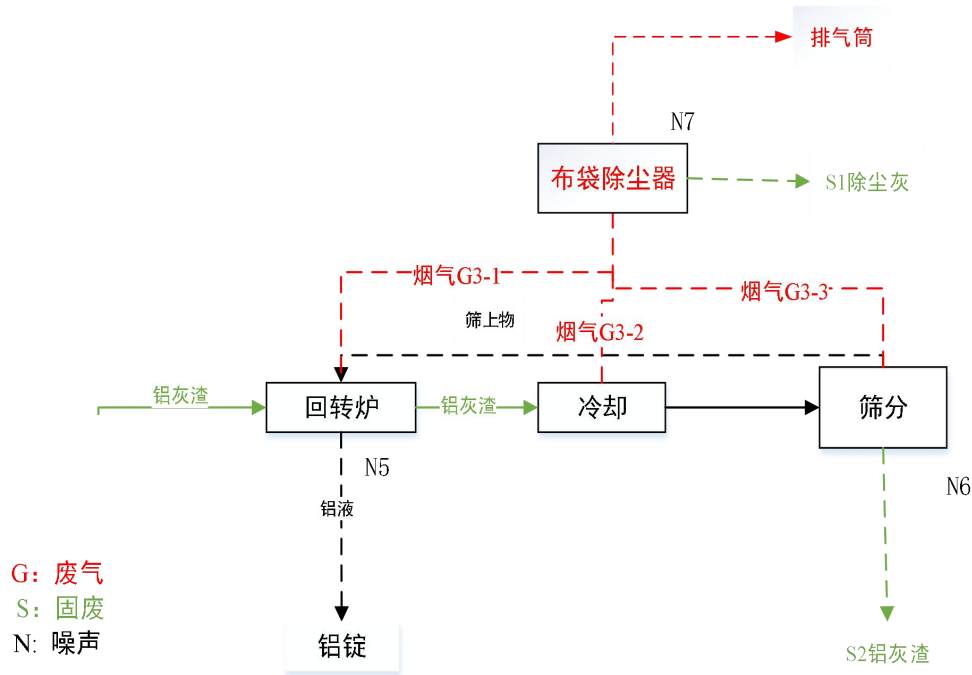 排气筒
N7
布袋除尘器
S1除尘灰
烟气G3-1
烟气G3-3
筛上物
烟气G3-2
铝灰渣
回转炉
铝灰渣
冷却
筛分
N5
N6
铝液
G：废气
S：固废
N: 噪声
铝锭
S2铝灰渣